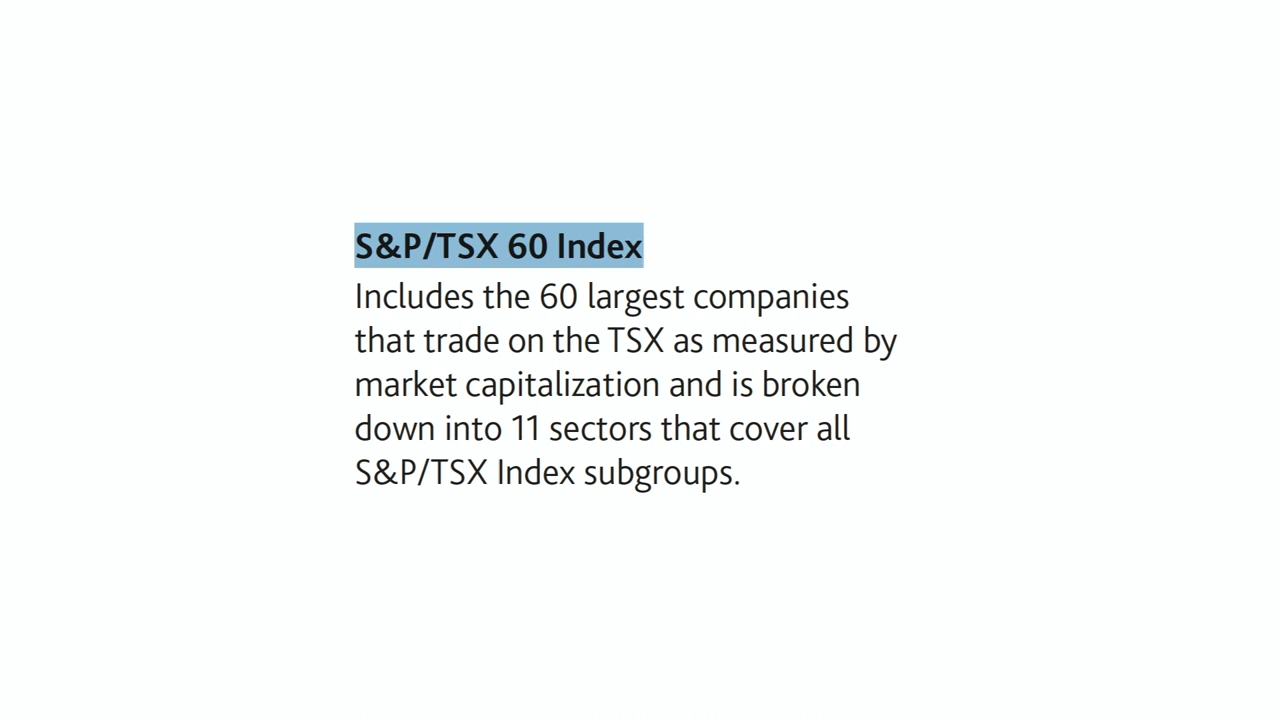 S&P/TSX 60 Index
Includes the 60 largest companies
that trade on the TSX as measured by
market capitalization and is broken
down into 11 sectors that cover all
S&P/TSX Index subgroups.